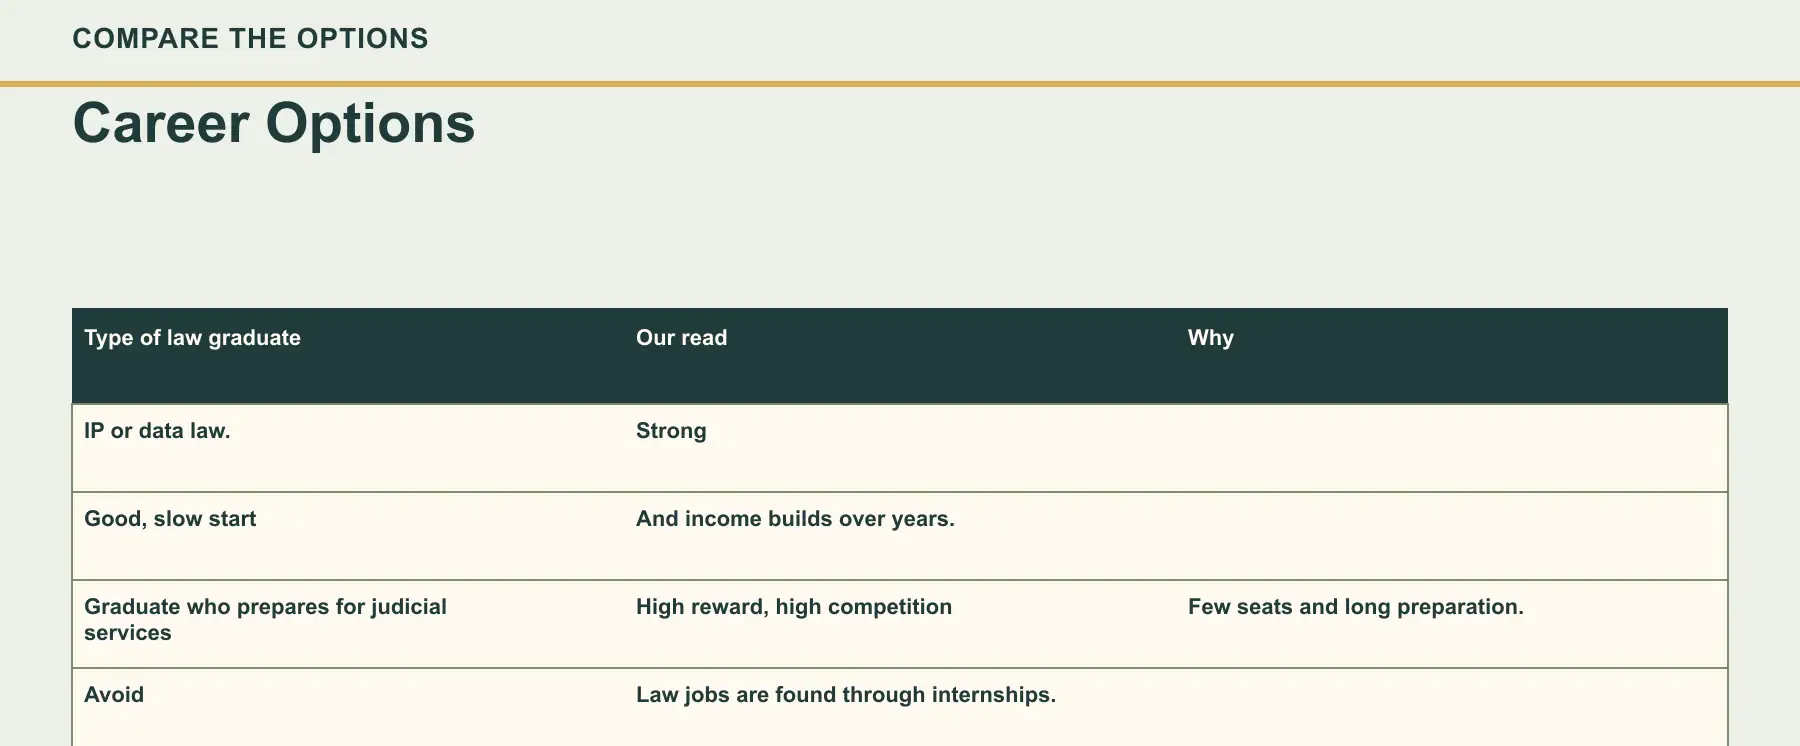 COMPARE THE OPTIONS
Career Options
Type of law graduate Our read Why
IP or data law. Strong
Good, slow start And income builds over years.
Graduate who prepares for judicial services High reward, high competition Few seats and long preparation.
Avoid Law jobs are found through internships.